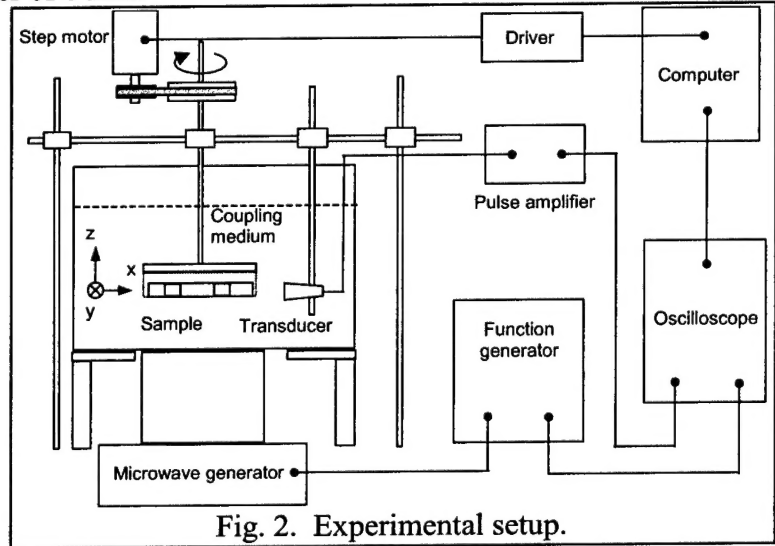 Step motor
Driver
Computer
Pulse amplifier
Coupling
medium
z
x
y
Sample
Transducer
Function
generator
Oscilloscope
Microwave generator
Fig. 2. Experimental setup.